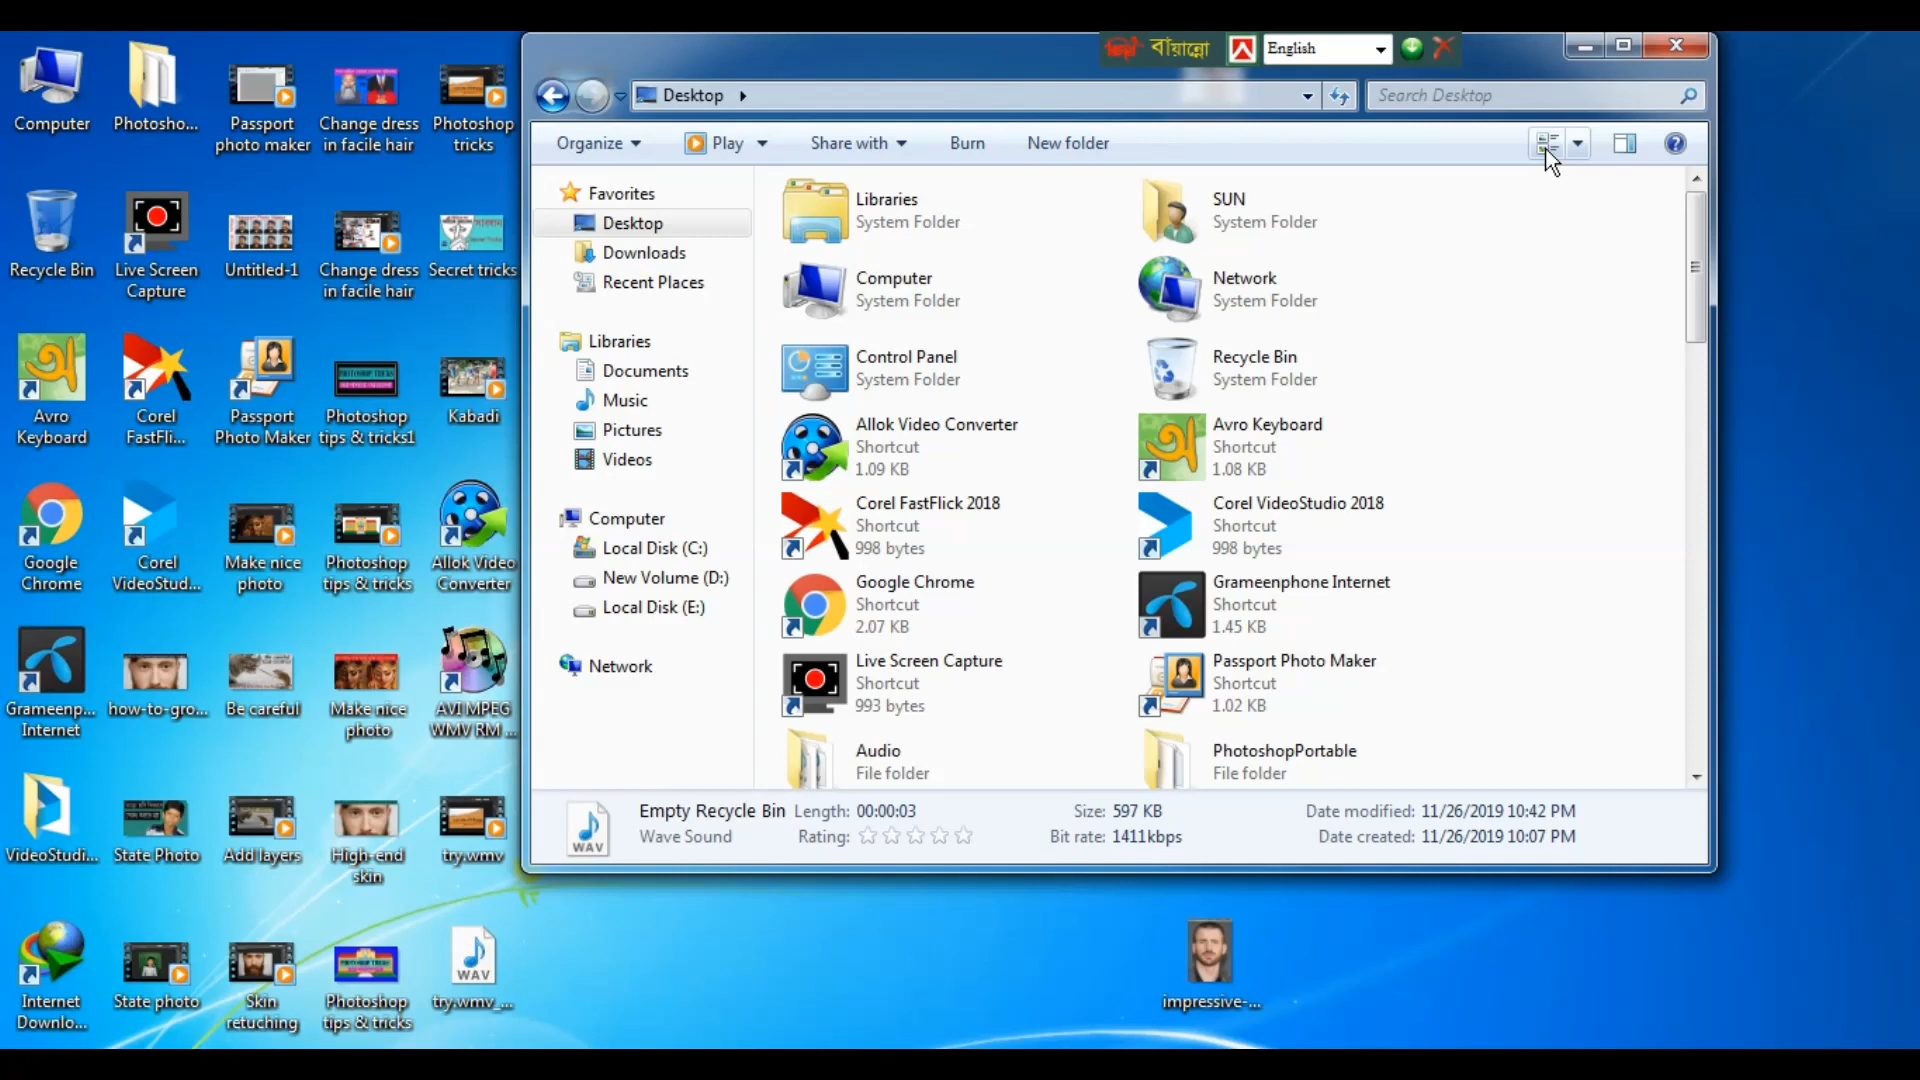 বায়ান্নো
English
Desktop
Search Desktop
Organize
Play
Share with
Burn
New folder
Favorites
Desktop
Downloads
Recent Places
Libraries
Documents
Music
Pictures
Videos
Computer
Local Disk (C:)
New Volume (D:)
Local Disk (E:)
Network
Libraries
System Folder
SUN
System Folder
Computer
System Folder
Network
System Folder
Control Panel
System Folder
Recycle Bin
System Folder
Allok Video Converter
Shortcut
1.09 KB
Avro Keyboard
Shortcut
1.08 KB
Corel FastFlick 2018
Shortcut
998 bytes
Corel VideoStudio 2018
Shortcut
998 bytes
Google Chrome
Shortcut
2.07 KB
Grameenphone Internet
Shortcut
1.45 KB
Live Screen Capture
Shortcut
993 bytes
Passport Photo Maker
Shortcut
1.02 KB
Audio
File folder
PhotoshopPortable
File folder
Empty Recycle Bin
Wave Sound
Length: 00:00:03
Rating:
Size: 597 KB
Bit rate: 1411kbps
Date modified: 11/26/2019 10:42 PM
Date created: 11/26/2019 10:07 PM
Computer
Photosho...
Passport
photo maker
Change dress
in facile hair
Photoshop
tricks
Recycle Bin
Live Screen
Capture
Untitled-1
Change dress
in facile hair
Secret tricks
অ
Avro
Keyboard
Corel
FastFli...
Passport
Photo Maker
Photoshop
tips & tricks1
Kabadi
Google
Chrome
Corel
VideoStud...
Make nice
photo
Photoshop
tips & tricks
Allok Video
Converter
Grameenp...
Internet
how-to-gro...
Be careful
Make nice
photo
AVI MPEG
WMV RM ...
VideoStudi...
State Photo
Add layers
High-end
skin
try.wmv
Internet
Downlo...
State photo
Skin
retuching
Photoshop
tips & tricks
WAV
try.wmv_...
WAV
impressive-...